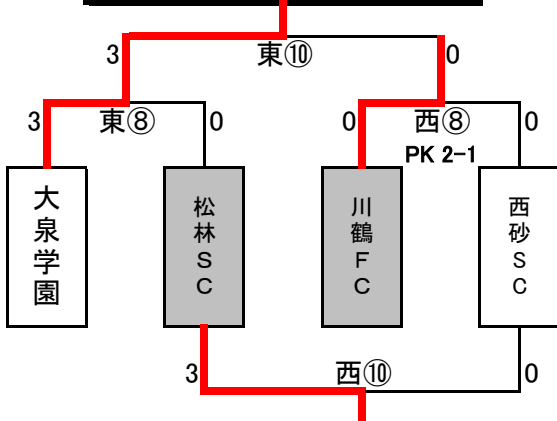 3 東⑩ 0
3 東⑧ 0 0 西⑧ 0
PK 2-1
大泉学園
松林SC
川鶴FC
西砂SC
3 西⑩ 0